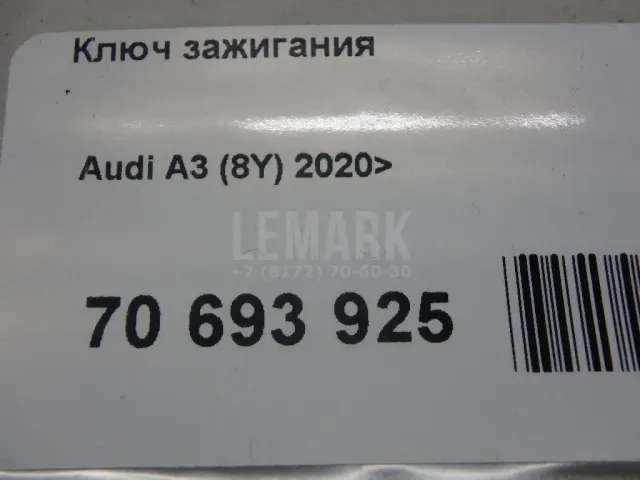 Ключ зажигания
Audi A3 (8Y) 2020>
LEMARK
+7 (8172) 70-60-30
70 693 925